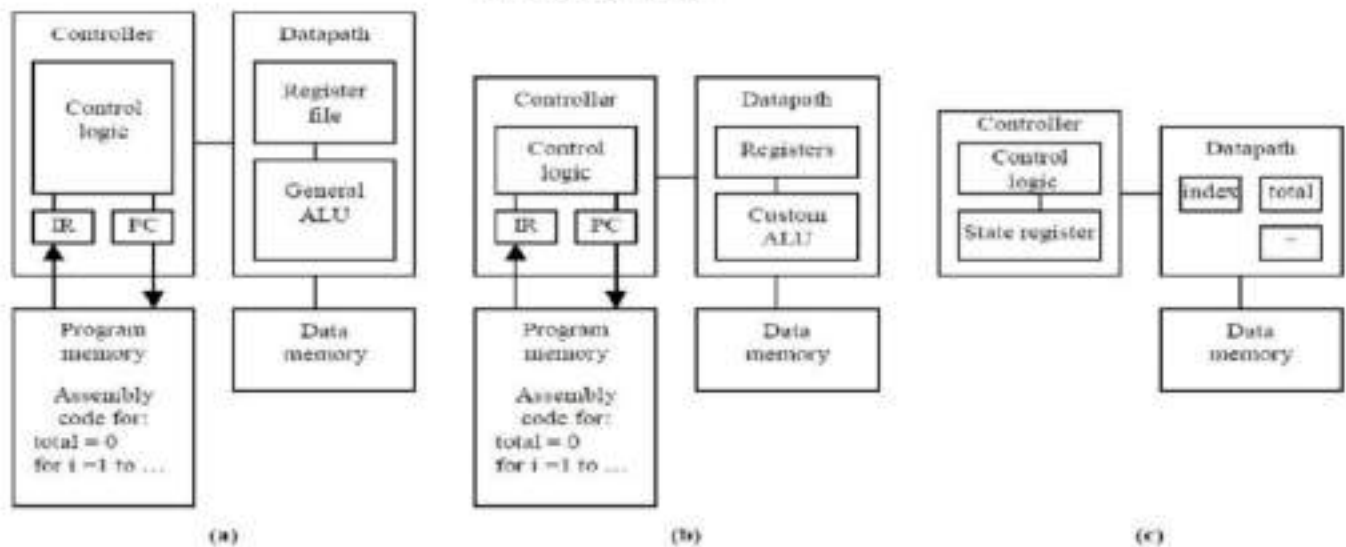 Controller
Control
logic
IR
PC
Program
memory
Assembly
code for:
total = 0
for i =1 to ...
Datapath
Register
file
General
ALU
Data
memory
(a)
Controller
Control
logic
IR
PC
Program
memory
Assembly
code for:
total = 0
for i =1 to ...
Datapath
Registers
Custom
ALU
Data
memory
(b)
Controller
Control
logic
State register
Datapath
index
total
Data
memory
(c)